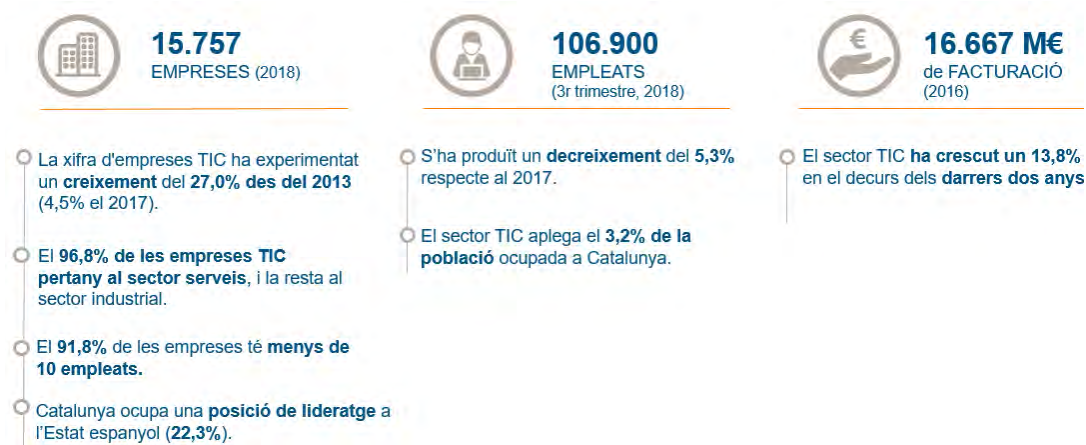 15.757
EMPRESES (2018)
La xifra d'empreses TIC ha experimentat
un creixement del 27,0% des del 2013
(4,5% el 2017).
El 96,8% de les empreses TIC
pertany al sector serveis, i la resta al
sector industrial.
El 91,8% de les empreses té menys de
10 empleats.
Catalunya ocupa una posició de lideratge a
l'Estat espanyol (22,3%).
106.900
EMPLEATS
(3r trimestre, 2018)
S'ha produït un decreixement del 5,3%
respecte al 2017.
El sector TIC aplega el 3,2% de la
població ocupada a Catalunya.
€
16.667 M€
de FACTURACIÓ
(2016)
El sector TIC ha crescut un 13,8%
en el decurs dels darrers dos anys